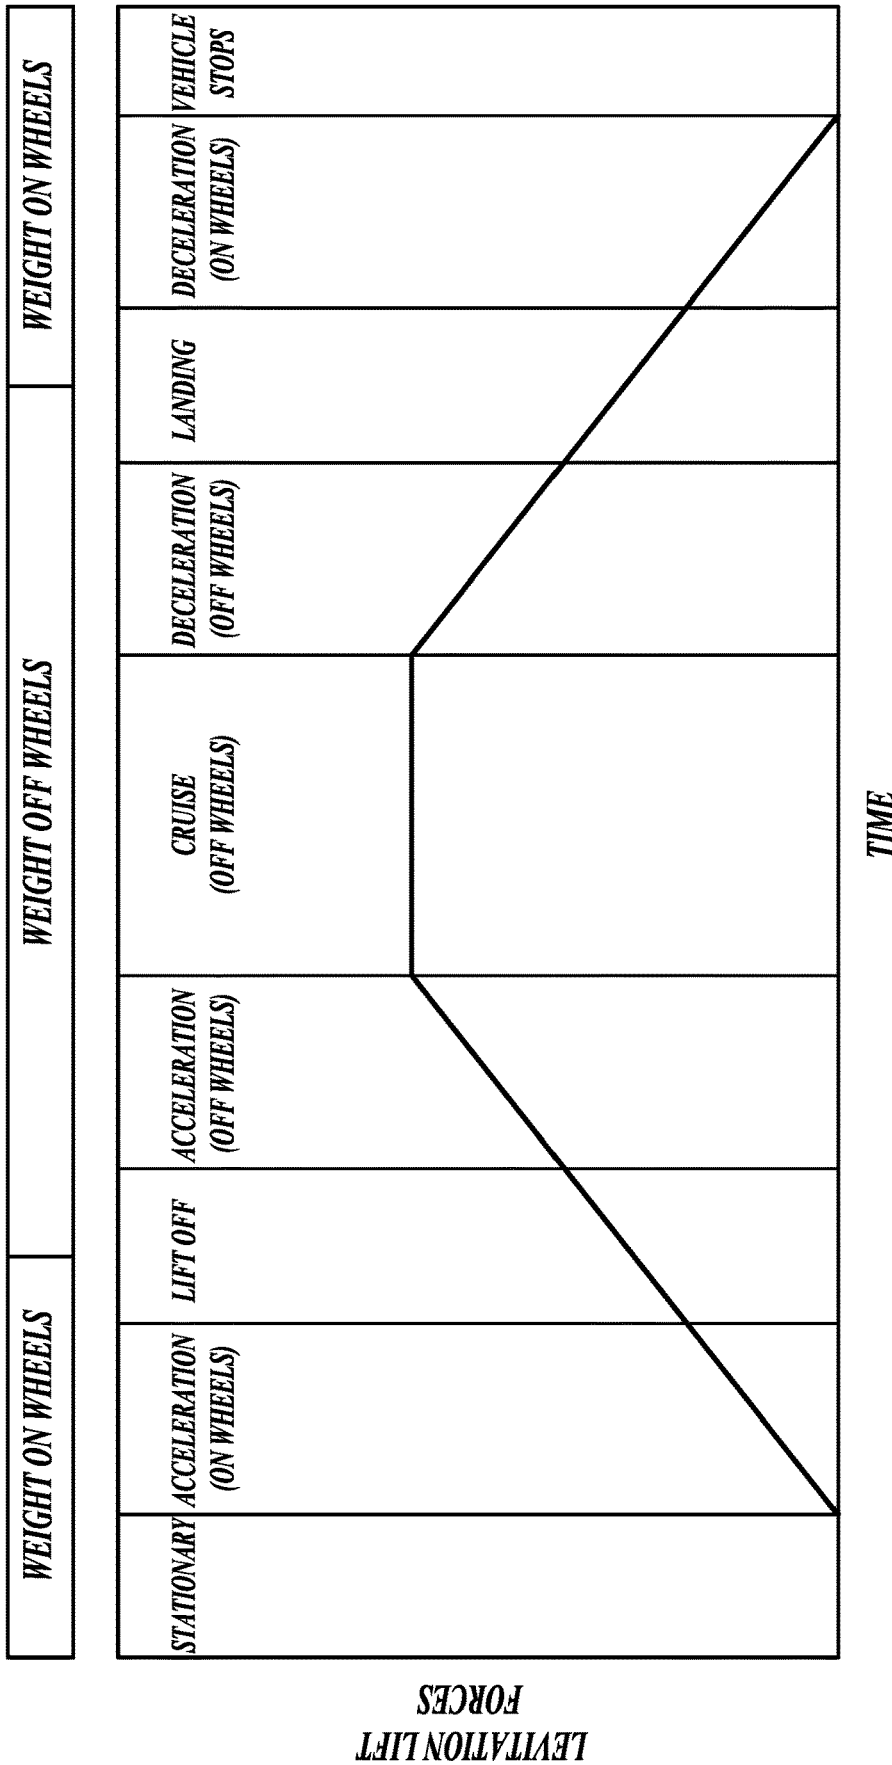 WEIGHT ON WHEELS
WEIGHT OFF WHEELS
WEIGHT ON WHEELS
STATIONARY
ACCELERATION
(ON WHEELS)
LIFT OFF
ACCELERATION
(OFF WHEELS)
CRUISE
(OFF WHEELS)
DECELERATION
(OFF WHEELS)
LANDING
DECELERATION
(ON WHEELS)
VEHICLE
STOPS
LEVITATION LIFT
FORCES
TIME